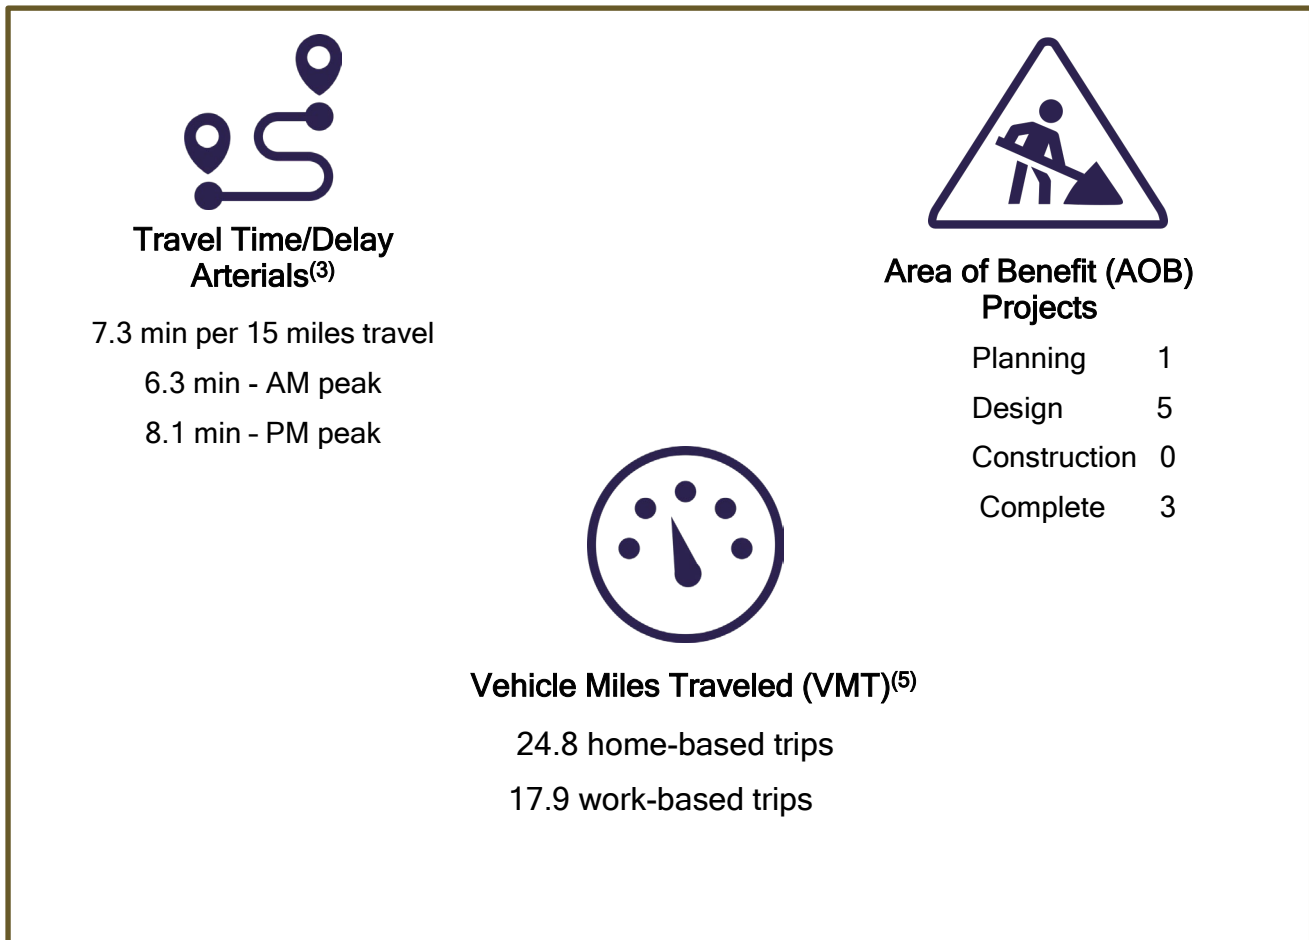 Travel Time/Delay
Arterials(3)
7.3 min per 15 miles travel
6.3 min - AM peak
8.1 min – PM peak
Area of Benefit (AOB)
Projects
Planning 1
Design 5
Construction 0
Complete 3
Vehicle Miles Traveled (VMT)(5)
24.8 home-based trips
17.9 work-based trips